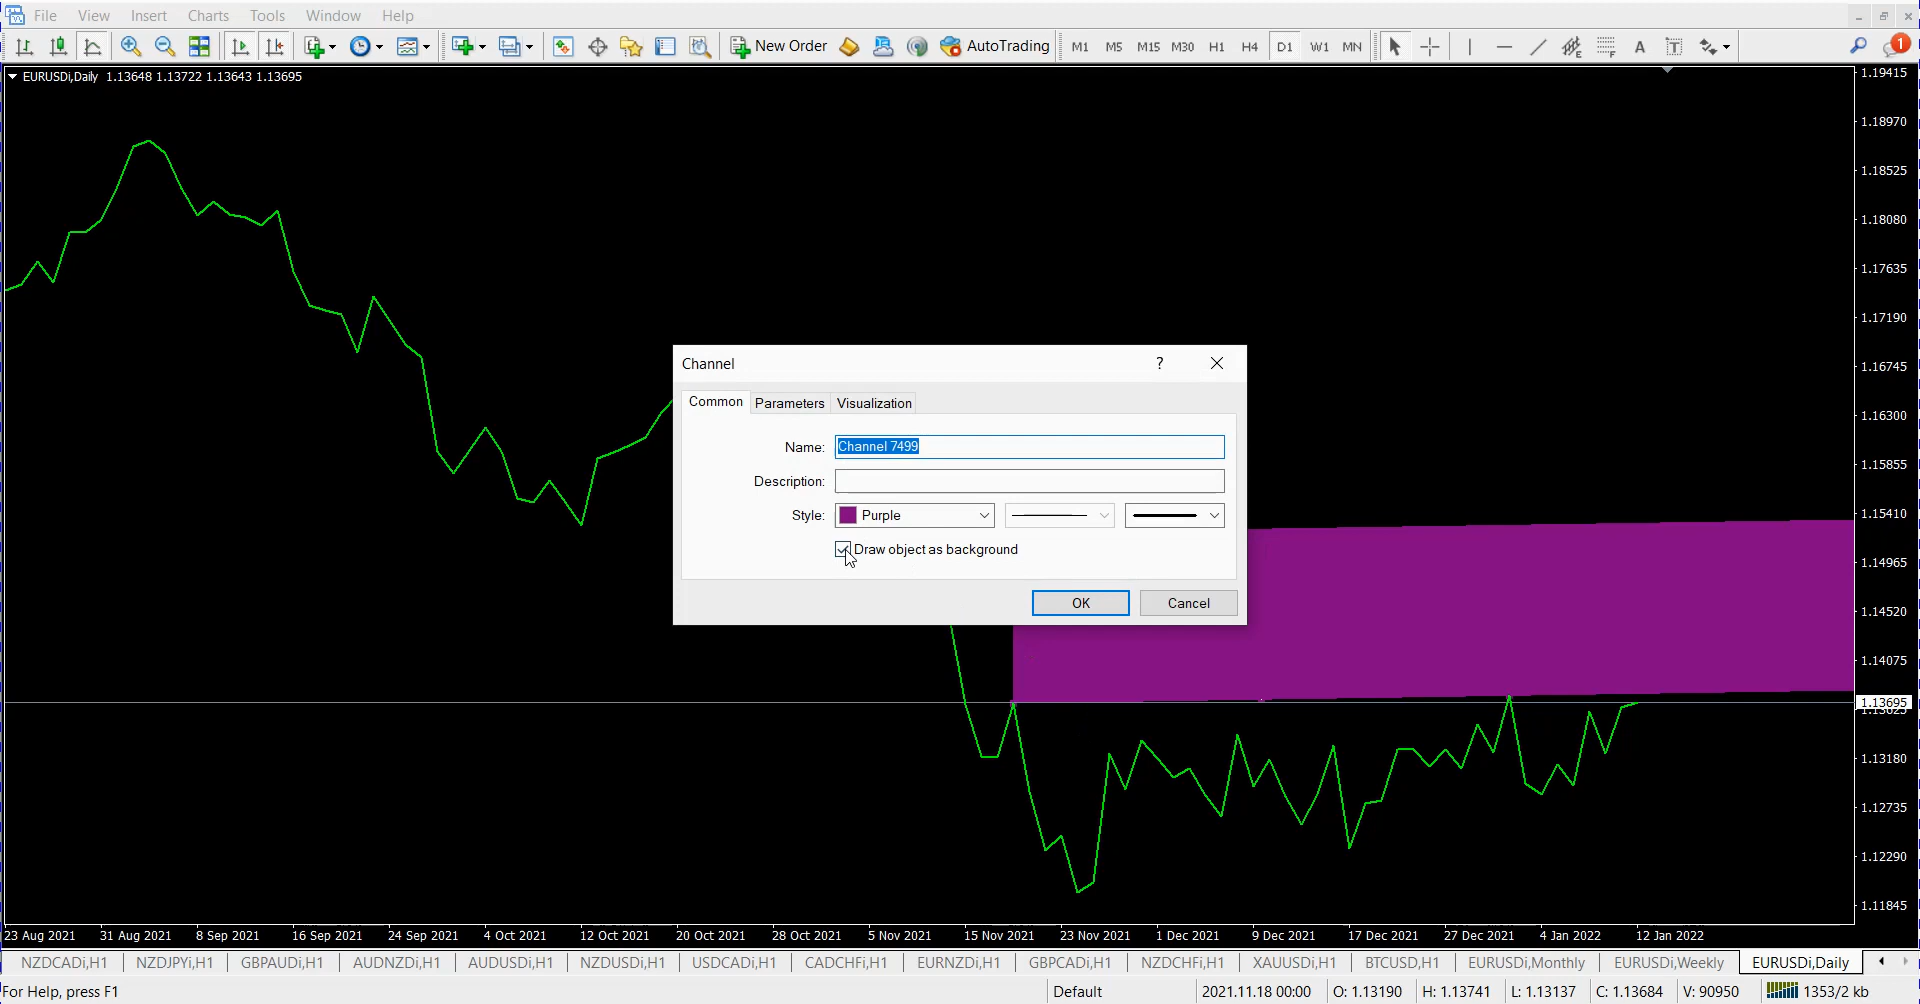 File View Insert Charts Tools Window Help
New Order AutoTrading M1 M5 M15 M30 H1 H4 D1 W1 MN A T 1
EURUSDi,Daily 1.13648 1.13722 1.13643 1.13695
1.19415
1.18970
1.18525
1.18080
1.17635
1.17190
1.16745
1.16300
1.15855
1.15410
1.14965
1.14520
1.14075
1.13695
1.13180
1.12735
1.12290
1.11845
Channel ?
Common Parameters Visualization
Name: Channel 7499
Description:
Style: Purple
Draw object as background
OK Cancel
23 Aug 2021 31 Aug 2021 8 Sep 2021 16 Sep 2021 24 Sep 2021 4 Oct 2021 12 Oct 2021 20 Oct 2021 28 Oct 2021 5 Nov 2021 15 Nov 2021 23 Nov 2021 1 Dec 2021 9 Dec 2021 17 Dec 2021 27 Dec 2021 4 Jan 2022 12 Jan 2022
NZDCADi,H1 NZDJPYi,H1 GBPAUDi,H1 AUDNZDi,H1 AUDUSDi,H1 NZDUSDi,H1 USDCADi,H1 CADCHFi,H1 EURNZDi,H1 GBPCADi,H1 NZDCHFi,H1 XAUUSDi,H1 BTCUSD,H1 EURUSDi,Monthly EURUSDi,Weekly EURUSDi,Daily
For Help, press F1 Default 2021.11.18 00:00 O: 1.13190 H: 1.13741 L: 1.13137 C: 1.13684 V: 90950 1353/2 kb